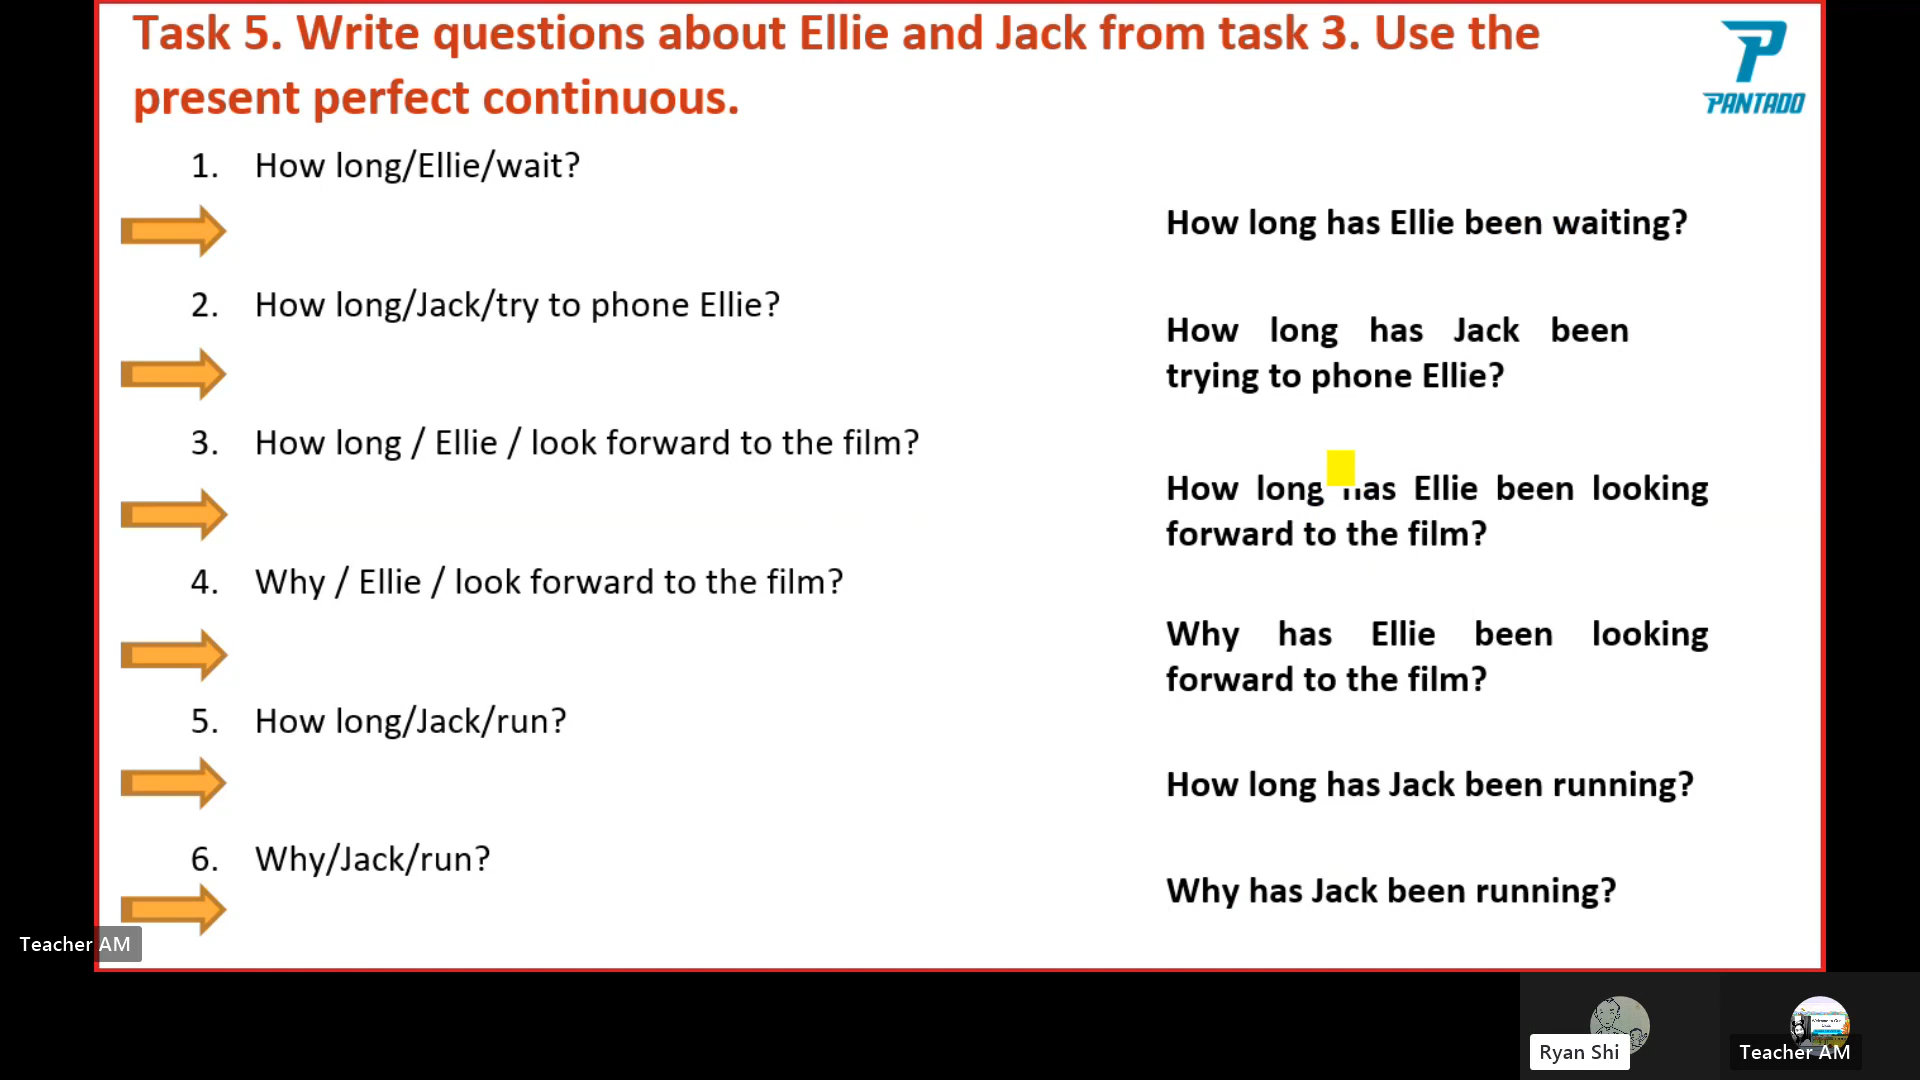 Task 5. Write questions about Ellie and Jack from task 3. Use the
present perfect continuous.
PANTADO
1. How long/Ellie/wait?
How long has Ellie been waiting?
2. How long/Jack/try to phone Ellie?
How long has Jack been
trying to phone Ellie?
3. How long / Ellie / look forward to the film?
How long has Ellie been looking
forward to the film?
4. Why / Ellie / look forward to the film?
Why has Ellie been looking
forward to the film?
5. How long/Jack/run?
How long has Jack been running?
6. Why/Jack/run?
Why has Jack been running?
Teacher AM
Ryan Shi
Teacher AM